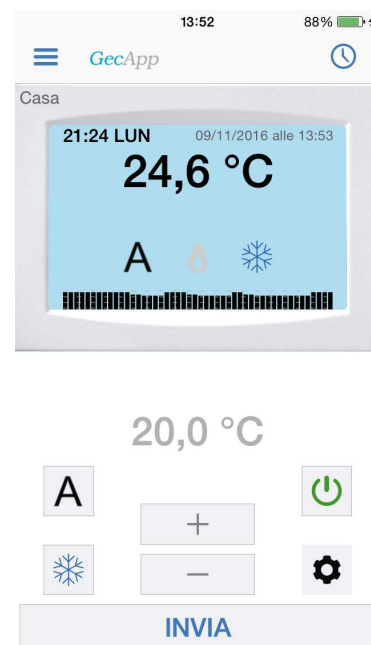 13:52 88%
GecApp
Casa
21:24 LUN 09/11/2016 alle 13:53
24,6 °C
A
20,0 °C
A
+
−
INVIA